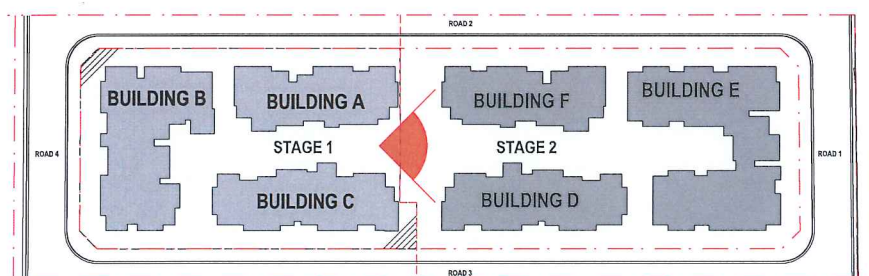 ROAD 2
BUILDING B
BUILDING A
BUILDING F
BUILDING E
STAGE 1
STAGE 2
ROAD 4
ROAD 1
BUILDING C
BUILDING D
ROAD 3